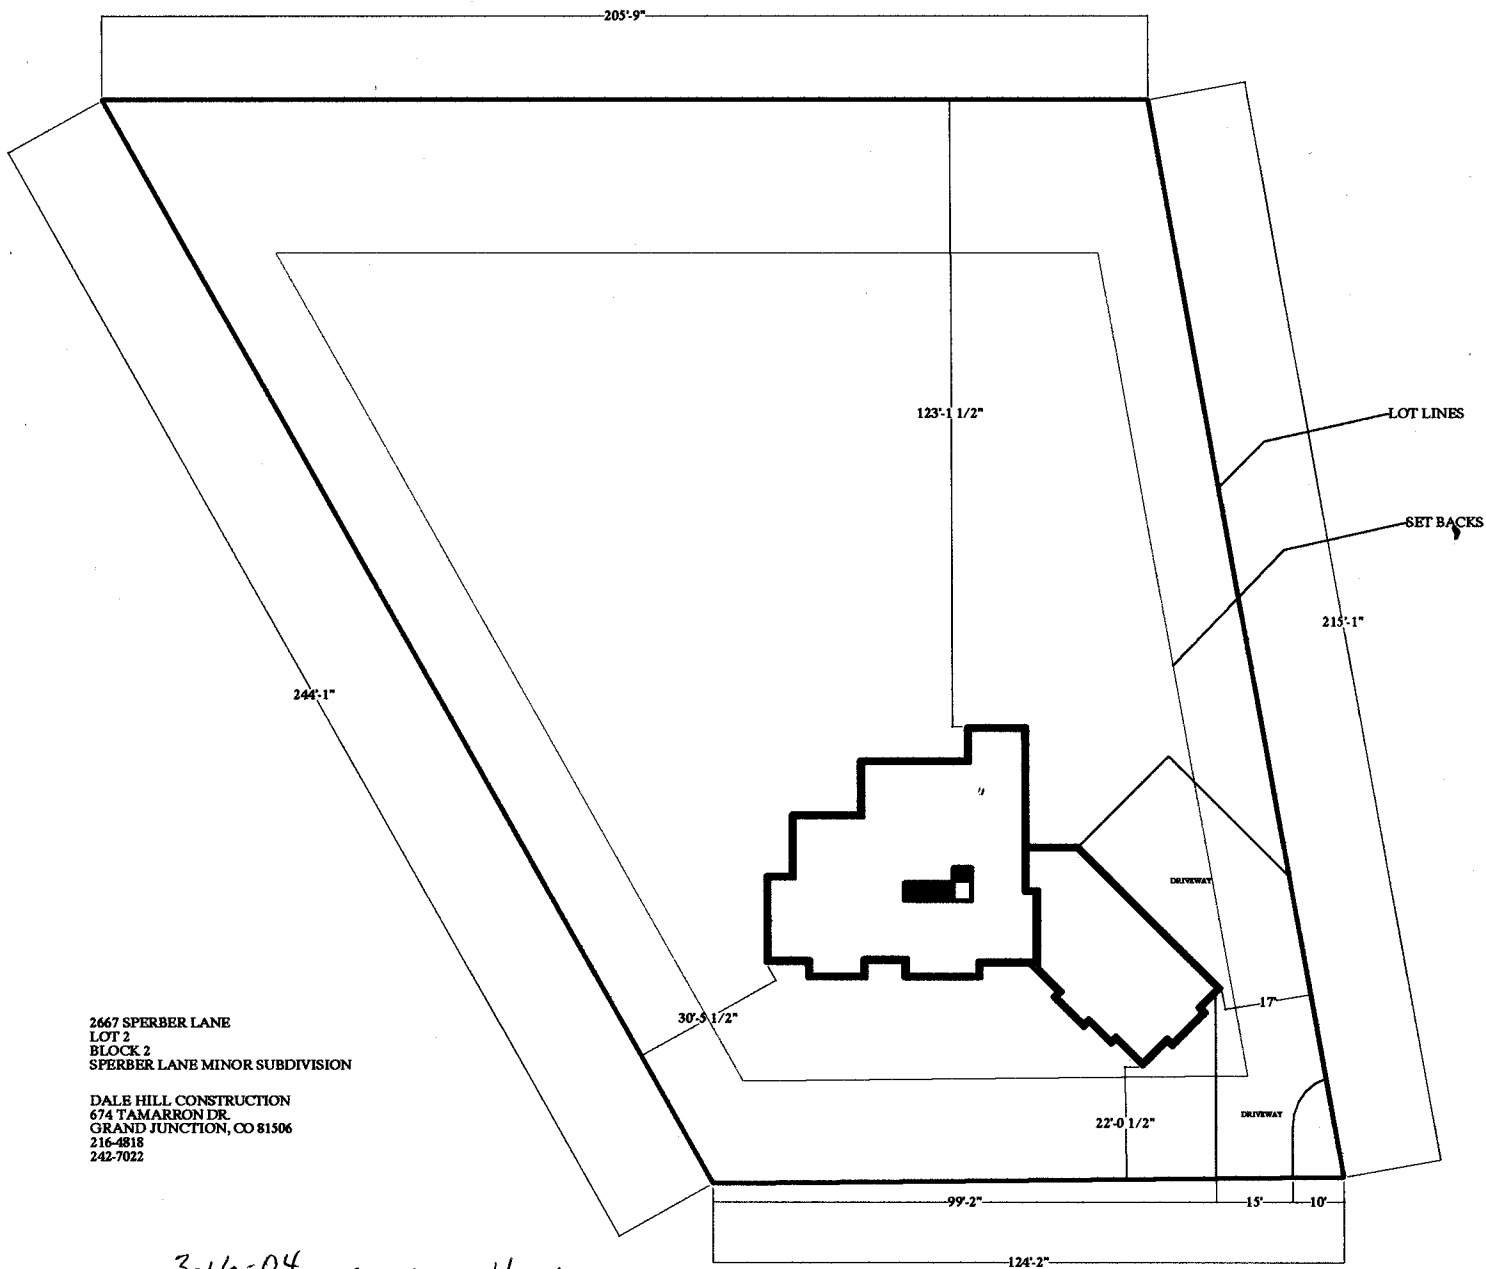 205'-9"
123'-1 1/2"
LOT LINES
SET BACKS
215'-1"
244'-1"
DRIVEWAY
17'
30'-5 1/2"
2667 SPERBER LANE
LOT 2
BLOCK 2
SPERBER LANE MINOR SUBDIVISION
DALE HILL CONSTRUCTION
674 TAMARRON DR.
GRAND JUNCTION, CO 81506
216-4818
242-7022
DRIVEWAY
22'-0 1/2"
99'-2"
15'
10'
124'-2"
3-16-04